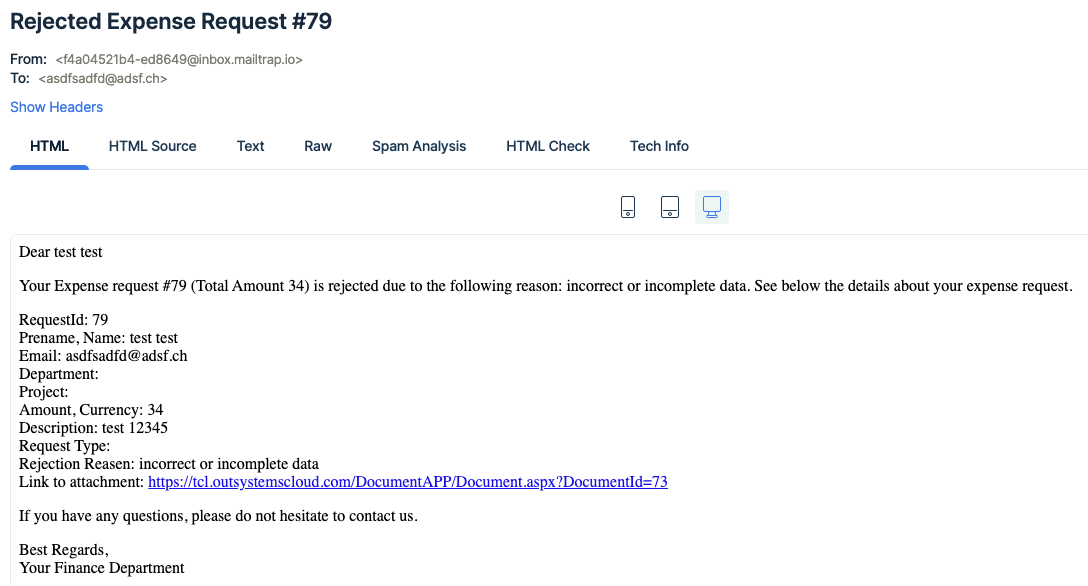 Rejected Expense Request #79
From: <f4a04521b4-ed8649@inbox.mailtrap.io>
To: <asdfsadfd@adsf.ch>
Show Headers
HTML HTML Source Text Raw Spam Analysis HTML Check Tech Info
Dear test test
Your Expense request #79 (Total Amount 34) is rejected due to the following reason: incorrect or incomplete data. See below the details about your expense request.
RequestId: 79
Prename, Name: test test
Email: asdfsadfd@adsf.ch
Department:
Project:
Amount, Currency: 34
Description: test 12345
Request Type:
Rejection Reasen: incorrect or incomplete data
Link to attachment: https://tcl.outsystemscloud.com/DocumentAPP/Document.aspx?DocumentId=73
If you have any questions, please do not hesitate to contact us.
Best Regards,
Your Finance Department